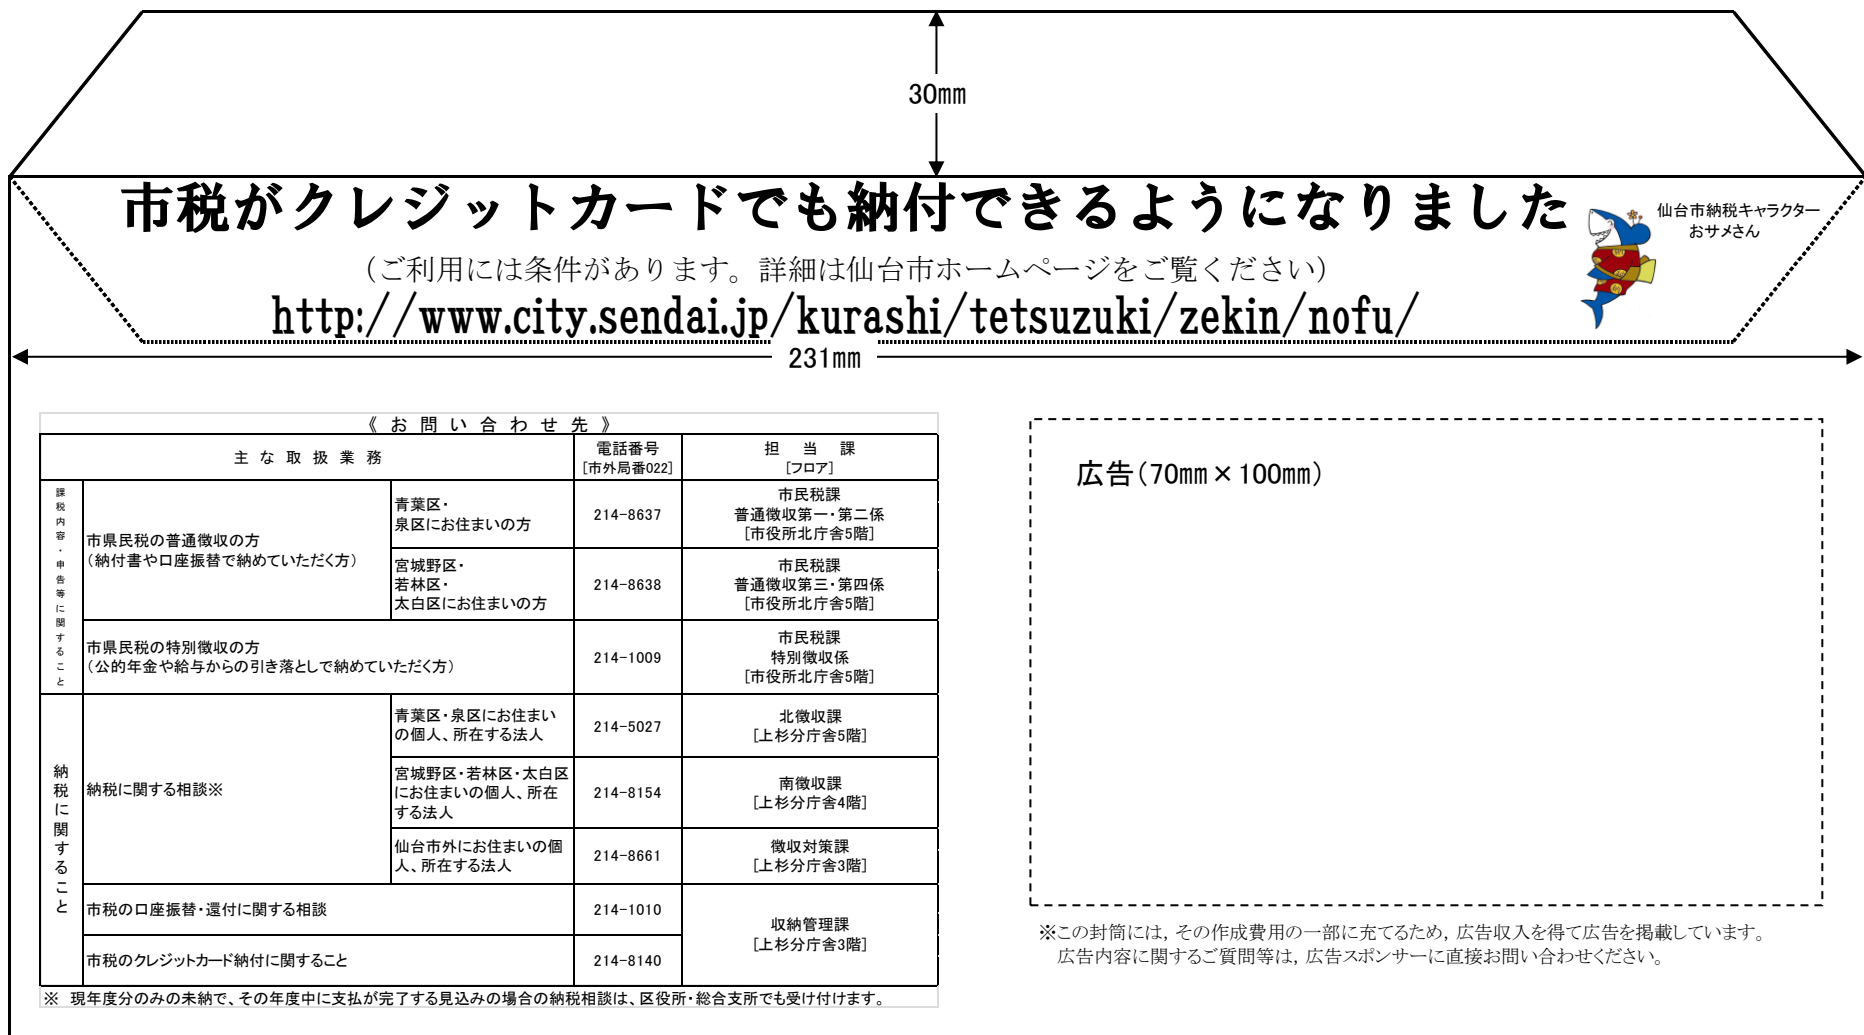 30mm
市税がクレジットカードでも納付できるようになりました
仙台市納税キャラクター
おサメさん
（ご利用には条件があります。詳細は仙台市ホームページをご覧ください）
http://www.city.sendai.jp/kurashi/tetsuzuki/zekin/nofu/
231mm
《 お 問 い 合 わ せ 先 》
主 な 取 扱 業 務
電話番号
[市外局番022]
担 当 課
[フロア]
課税内容・申告等に関すること
市県民税の普通徴収の方
（納付書や口座振替で納めていただく方）
青葉区・
泉区にお住まいの方
214-8637
市民税課
普通徴収第一・第二係
[市役所北庁舎5階]
宮城野区・
若林区・
太白区にお住まいの方
214-8638
市民税課
普通徴収第三・第四係
[市役所北庁舎5階]
市県民税の特別徴収の方
（公的年金や給与からの引き落としで納めていただく方）
214-1009
市民税課
特別徴収係
[市役所北庁舎5階]
納税に関すること
納税に関する相談※
青葉区・泉区にお住まい
の個人、所在する法人
214-5027
北徴収課
[上杉分庁舎5階]
宮城野区・若林区・太白区
にお住まいの個人、所在
する法人
214-8154
南徴収課
[上杉分庁舎4階]
仙台市外にお住まいの個
人、所在する法人
214-8661
徴収対策課
[上杉分庁舎3階]
市税の口座振替・還付に関する相談
214-1010
収納管理課
[上杉分庁舎3階]
市税のクレジットカード納付に関すること
214-8140
※ 現年度分のみの未納で、その年度中に支払が完了する見込みの場合の納税相談は、区役所・総合支所でも受け付けます。
広告(70mm×100mm)
※この封筒には, その作成費用の一部に充てるため, 広告収入を得て広告を掲載しています。
広告内容に関するご質問等は, 広告スポンサーに直接お問い合わせください。